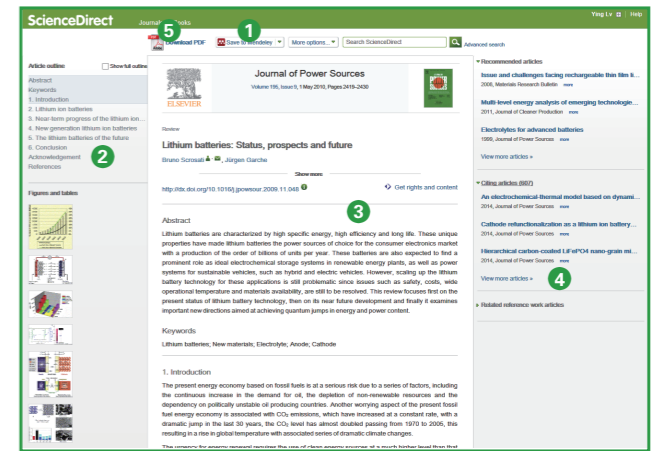 ScienceDirect
Journals Books
Ying Lv Help
5
1
Download PDF
Save to Mendeley
More options...
Search ScienceDirect
Advanced search
Article outline
Show full outline
Abstract
Keywords
1. Introduction
2. Lithium ion batteries
3. Near-term progress of the lithium ion...
4. New generation lithium ion batteries
5. The lithium batteries of the future
6. Conclusion
Acknowledgement
References
2
Figures and tables
ELSEVIER
Journal of Power Sources
Volume 195, Issue 9, 1 May 2010, Pages 2419–2430
Review
Lithium batteries: Status, prospects and future
Bruno Scrosati, Jürgen Garche
Show more
http://dx.doi.org/10.1016/j.jpowsour.2009.11.048
Get rights and content
3
Abstract
Lithium batteries are characterized by high specific energy, high efficiency and long life. These unique
properties have made lithium batteries the power sources of choice for the consumer electronics market
with a production of the order of billions of units per year. These batteries are also expected to find a
prominent role as ideal electrochemical storage systems in renewable energy plants, as well as power
systems for sustainable vehicles, such as hybrid and electric vehicles. However, scaling up the lithium
battery technology for these applications is still problematic since issues such as safety, costs, wide
operational temperature and materials availability, are still to be resolved. This review focuses first on the
present status of lithium battery technology, then on its near future development and finally it examines
important new directions aimed at achieving quantum jumps in energy and power content.
Keywords
Lithium batteries; New materials; Electrolyte; Anode; Cathode
1. Introduction
The present energy economy based on fossil fuels is at a serious risk due to a series of factors, including
the continuous increase in the demand for oil, the depletion of non-renewable resources and the
dependency on politically unstable oil producing countries. Another worrying aspect of the present fossil
fuel energy economy is associated with CO₂ emissions, which have increased at a constant rate, with a
dramatic jump in the last 30 years, the CO₂ level has almost doubled passing from 1970 to 2005, this
resulting in a rise in global temperature with associated series of dramatic climate changes.
The urgency for energy renewal requires the use of clean energy sources at a much higher level than that
Recommended articles
Issue and challenges facing rechargeable thin film li...
2008, Materials Research Bulletin more
Multi-level energy analysis of emerging technologie...
2011, Journal of Cleaner Production more
Electrolytes for advanced batteries
1999, Journal of Power Sources more
View more articles »
Citing articles (607)
An electrochemical-thermal model based on dynami...
2014, Journal of Power Sources more
Cathode refunctionalization as a lithium ion battery...
2014, Journal of Power Sources more
Hierarchical carbon-coated LiFePO4 nano-grain mi...
2014, Journal of Power Sources more
View more articles »
4
Related reference work articles